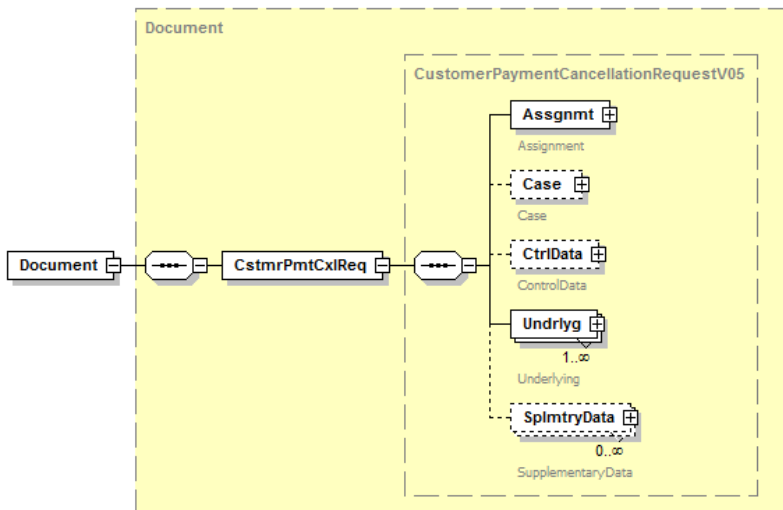 Document
CustomerPaymentCancellationRequestV05
Assgnmt
Assignment
Case
Case
CtrlData
ControlData
Document
CstmrPmtCxlReq
Undrlyg
1..∞
Underlying
SplmtryData
0..∞
SupplementaryData